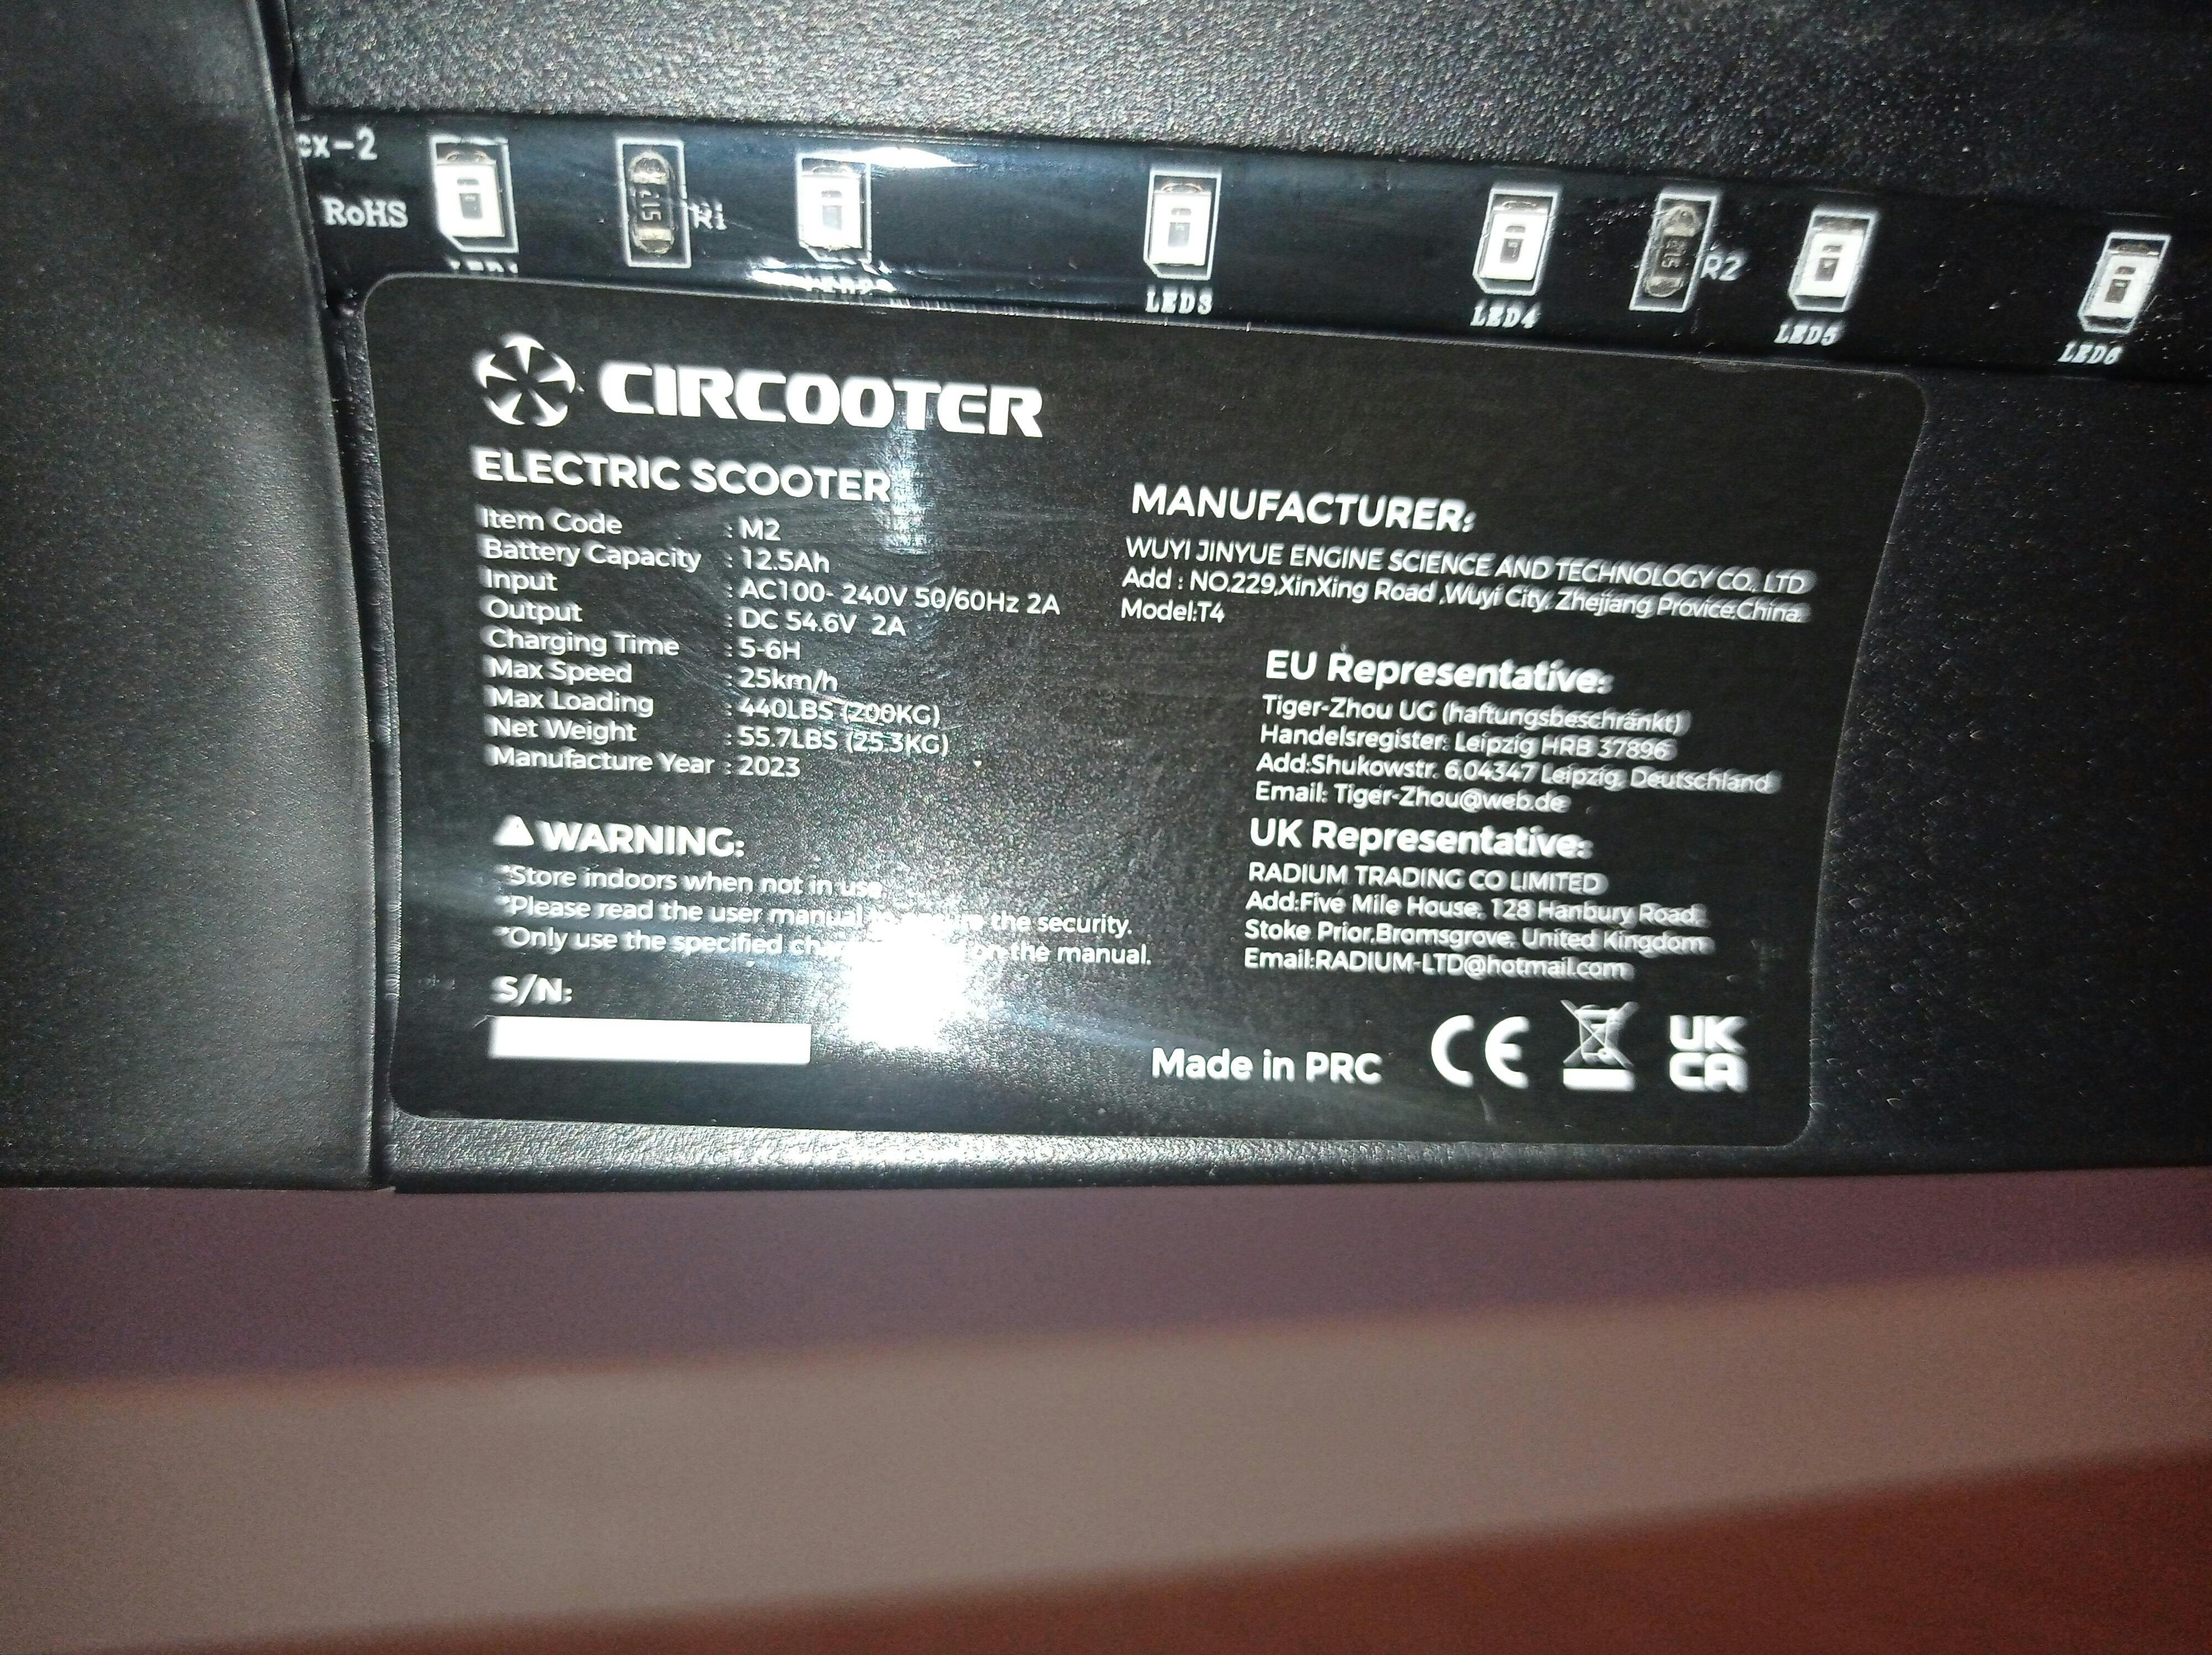 cx-2
RoHS
R1
LED3
LED4
R2
LED5
LED6
CIRCOOTER
ELECTRIC SCOOTER
Item Code : M2
Battery Capacity : 12.5Ah
Input : AC100- 240V 50/60Hz 2A
Output : DC 54.6V 2A
Charging Time : 5-6H
Max Speed : 25km/h
Max Loading : 440LBS (200KG)
Net Weight : 55.7LBS (25.3KG)
Manufacture Year : 2023
WARNING:
*Store indoors when not in use.
*Please read the user manual the security.
*Only use the specified on the manual.
S/N:
MANUFACTURER:
WUYI JINYUE ENGINE SCIENCE AND TECHNOLOGY CO., LTD
Add : NO.229,XinXing Road ,Wuyi City, Zhejiang Provice,China.
Model:T4
EU Representative:
Tiger-Zhou UG (haftungsbeschränkt)
Handelsregister: Leipzig HRB 37896
Add:Shukowstr. 6,04347 Leipzig, Deutschland
Email: Tiger-Zhou@web.de
UK Representative:
RADIUM TRADING CO LIMITED
Add:Five Mile House, 128 Hanbury Road,
Stoke Prior,Bromsgrove, United Kingdom
Email:RADIUM-LTD@hotmail.com
Made in PRC
CE
UK
CA